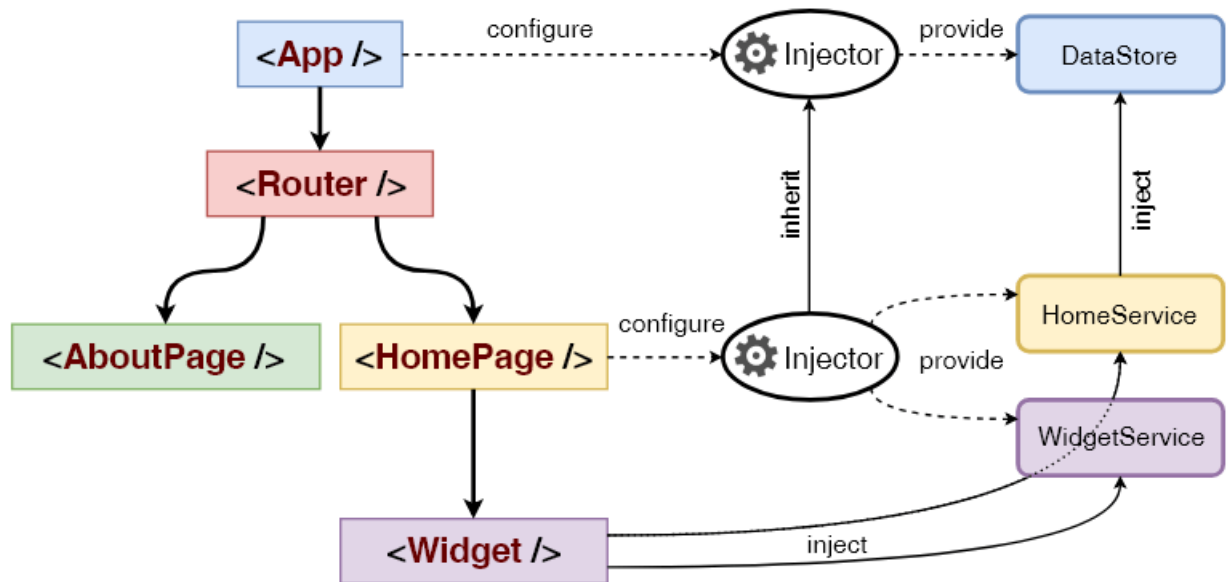 <App />
configure
Injector
provide
DataStore
<Router />
inherit
inject
<AboutPage />
<HomePage />
configure
Injector
provide
HomeService
WidgetService
<Widget />
inject